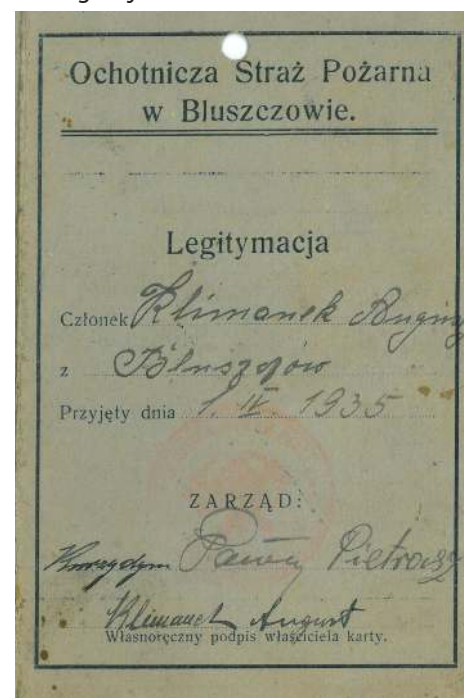 Ochotnicza Straż Pożarna
w Bluszczowie.
Legitymacja
Członek Klimanek
z Bluszczów
Przyjęty dnia 1. IV 1935
ZARZĄD:
Klimanek August
Własnoręczny podpis właściciela karty.